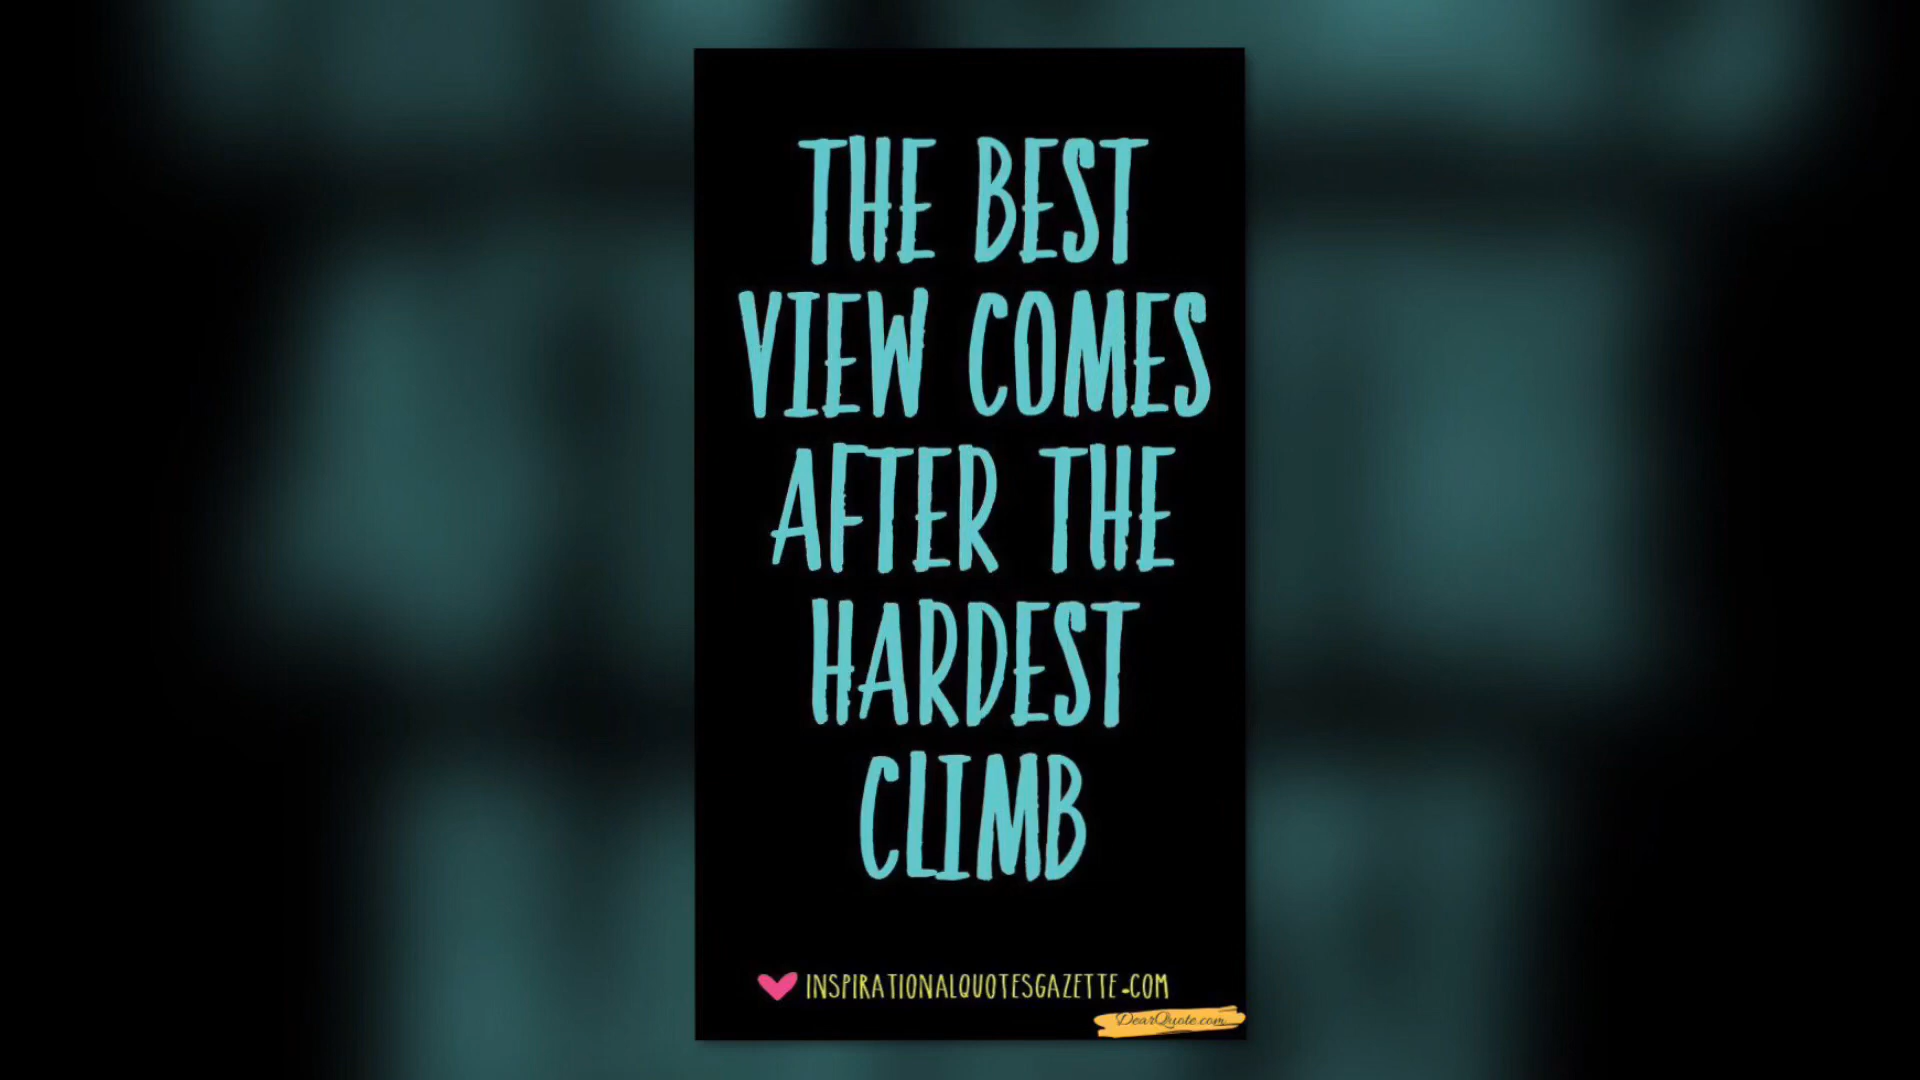 THE BEST
VIEW COMES
AFTER THE
HARDEST
CLIMB
INSPIRATIONALQUOTESGAZETTE.COM
DearQuote.com